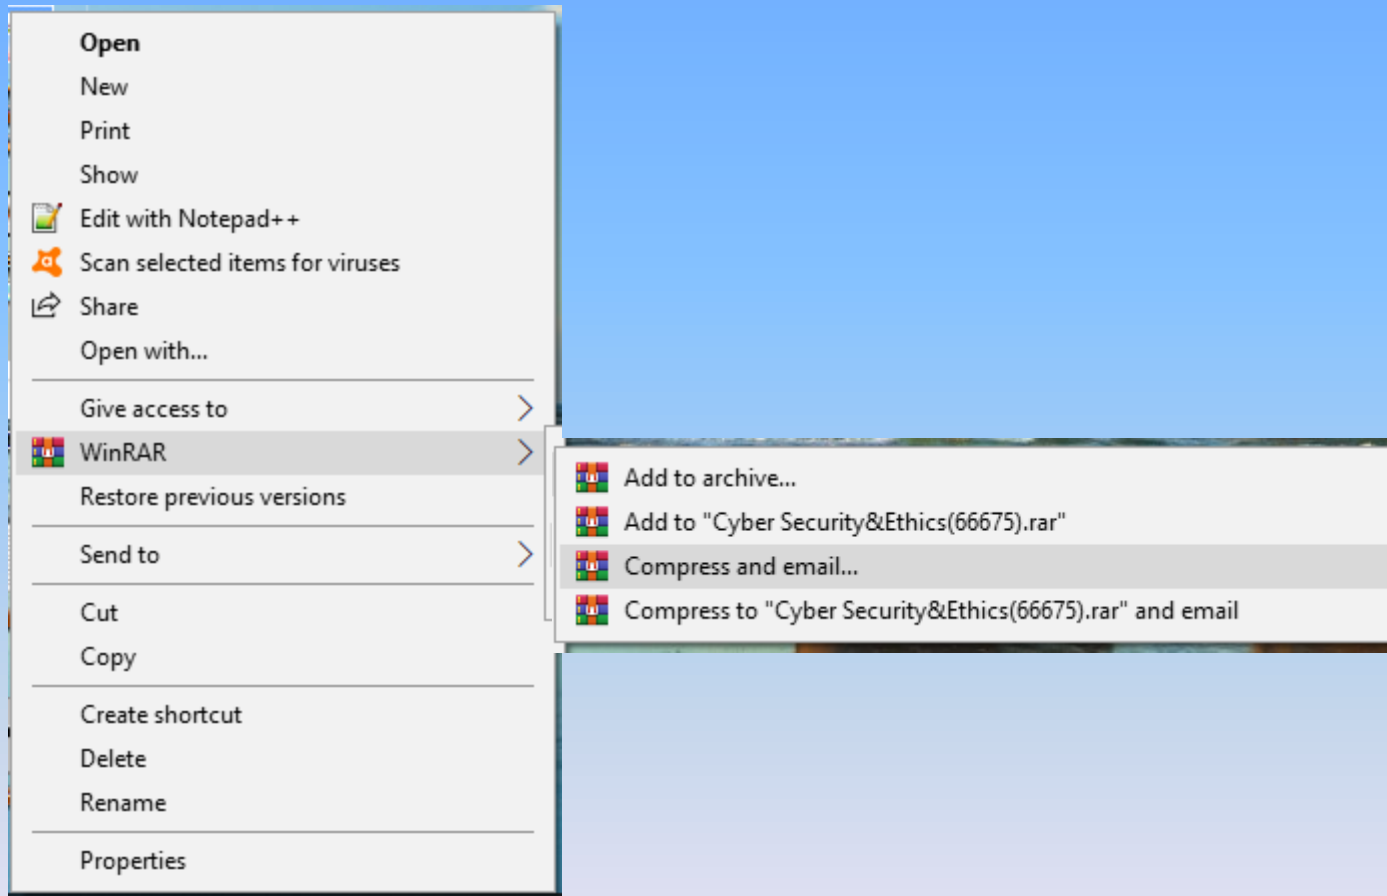 Open
New
Print
Show
Edit with Notepad++
Scan selected items for viruses
Share
Open with...
Give access to
WinRAR
Restore previous versions
Send to
Cut
Copy
Create shortcut
Delete
Rename
Properties
Add to archive...
Add to "Cyber Security&Ethics(66675).rar"
Compress and email...
Compress to "Cyber Security&Ethics(66675).rar" and email